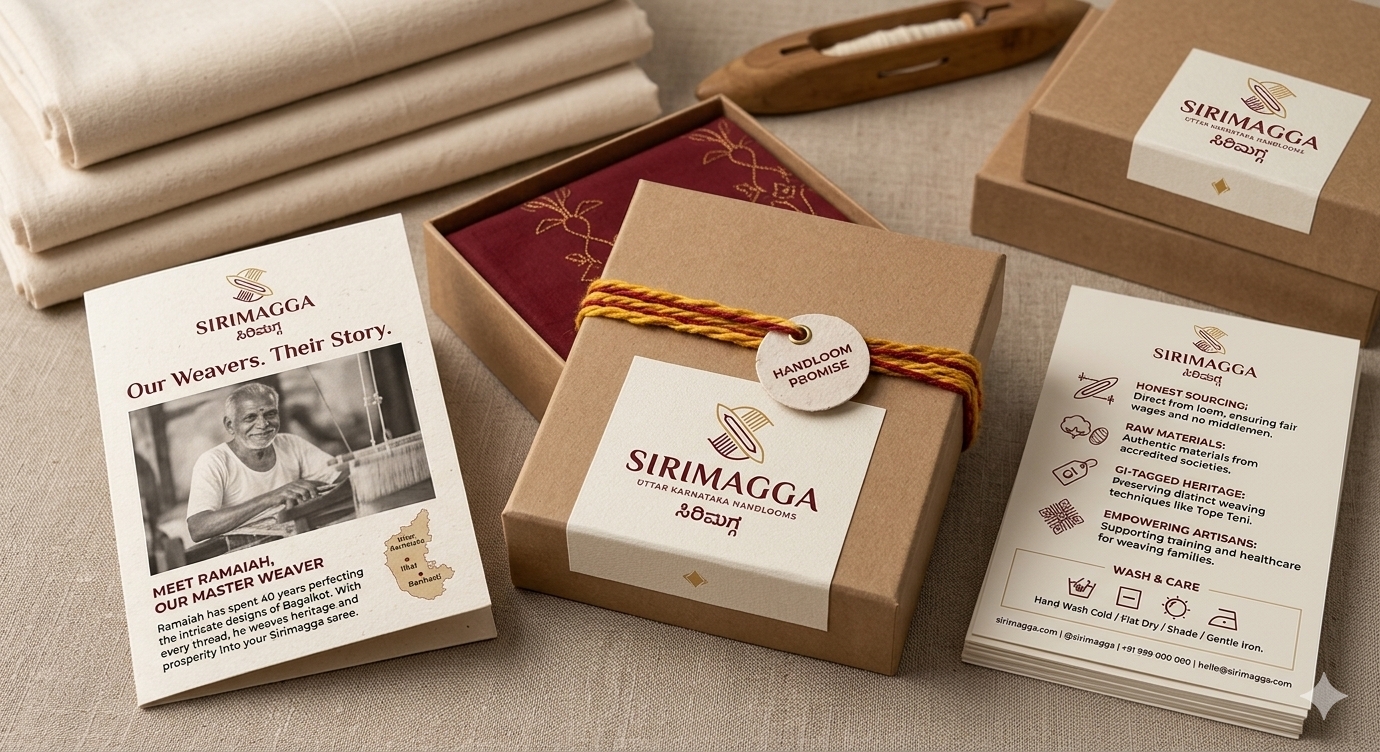 SIRIMAGGA
ಸಿರಿಮಗ್ಗ
Our Weavers. Their Story.
MEET RAMAIAH,
OUR MASTER WEAVER
Ramaiah has spent 40 years perfecting
the intricate designs of Bagalkot. With
every thread, he weaves heritage and
prosperity Into your Sirimagga saree.
HANDLOOM
PROMISE
SIRIMAGGA
UTTAR KARNATAKA HANDLOOMS
ಸಿರಿಮಗ್ಗ
SIRIMAGGA
ಸಿರಿಮಗ್ಗ
SIRIMAGGA
HONEST SOURCING:
Direct from loem, ensuring fair
wages and no middlemen.
RAW MATERIALS:
Authentic materials from
accredited societies.
GI
GI-TAGGED HERITAGE:
Preserving distinct weaving
techniques like Tope Teni.
EMPOWERING ARTISANS:
Supporting training and healthcare
for weaving families.
WASH & CARE
Hand Wash Cold / Flat Dry / Shade / Gentle Iron.
sirimagga.com | @sirimagga | +91 989 000 000 | helle@sirimagga.com